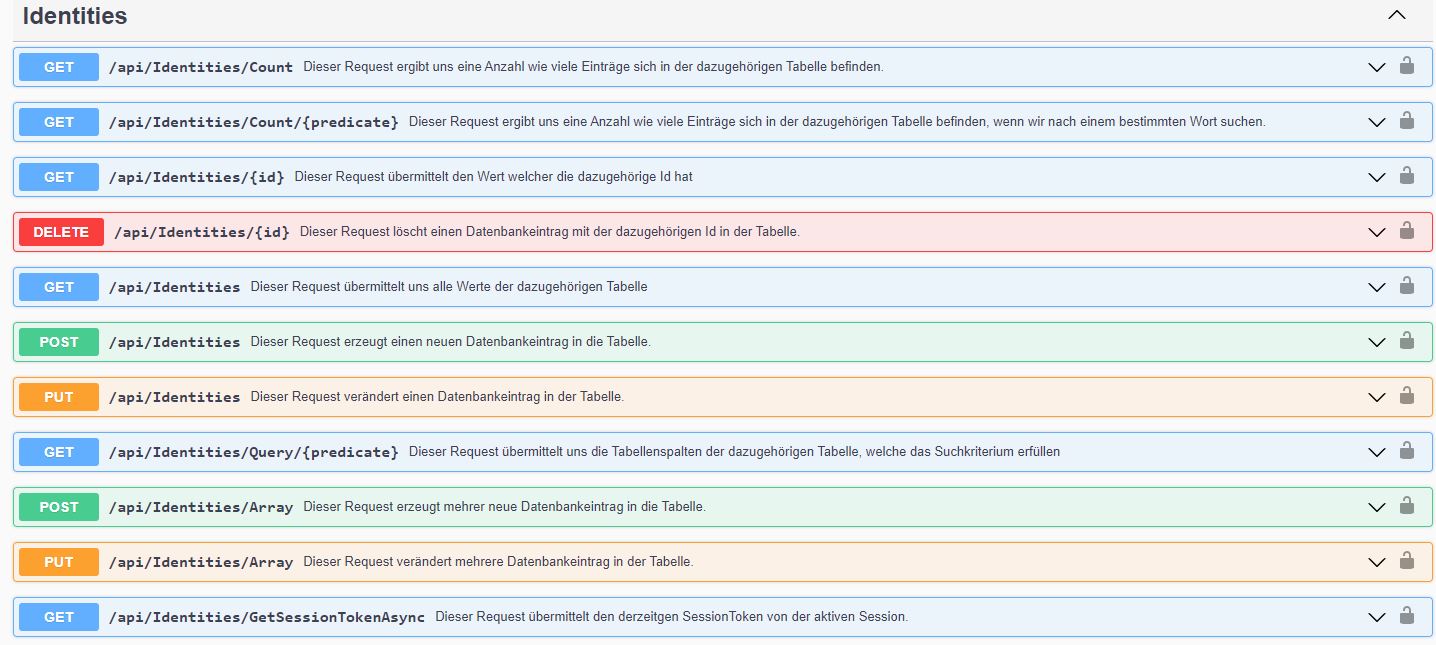 Identities
GET /api/Identities/Count Dieser Request ergibt uns eine Anzahl wie viele Einträge sich in der dazugehörigen Tabelle befinden.
GET /api/Identities/Count/{predicate} Dieser Request ergibt uns eine Anzahl wie viele Einträge sich in der dazugehörigen Tabelle befinden, wenn wir nach einem bestimmten Wort suchen.
GET /api/Identities/{id} Dieser Request übermittelt den Wert welcher die dazugehörige Id hat
DELETE /api/Identities/{id} Dieser Request löscht einen Datenbankeintrag mit der dazugehörigen Id in der Tabelle.
GET /api/Identities Dieser Request übermittelt uns alle Werte der dazugehörigen Tabelle
POST /api/Identities Dieser Request erzeugt einen neuen Datenbankeintrag in die Tabelle.
PUT /api/Identities Dieser Request verändert einen Datenbankeintrag in der Tabelle.
GET /api/Identities/Query/{predicate} Dieser Request übermittelt uns die Tabellenspalten der dazugehörigen Tabelle, welche das Suchkriterium erfüllen
POST /api/Identities/Array Dieser Request erzeugt mehrer neue Datenbankeintrag in die Tabelle.
PUT /api/Identities/Array Dieser Request verändert mehrere Datenbankeintrag in der Tabelle.
GET /api/Identities/GetSessionTokenAsync Dieser Request übermittelt den derzeitgen SessionToken von der aktiven Session.